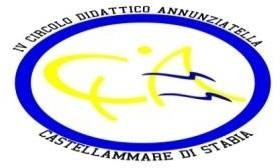 IV CIRCOLO DIDATTICO ANNUNZIATELLA
CASTELLAMMARE DI STABIA